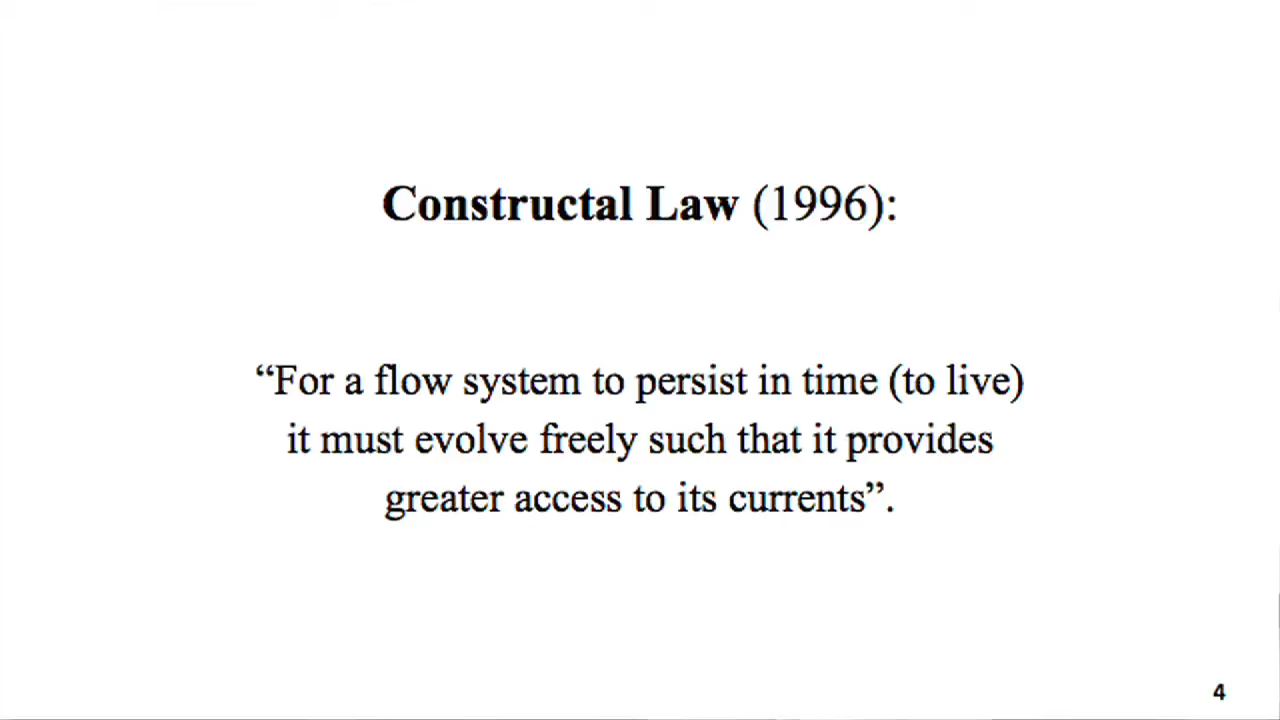 Constructal Law (1996):
“For a flow system to persist in time (to live)
it must evolve freely such that it provides
greater access to its currents”.
4